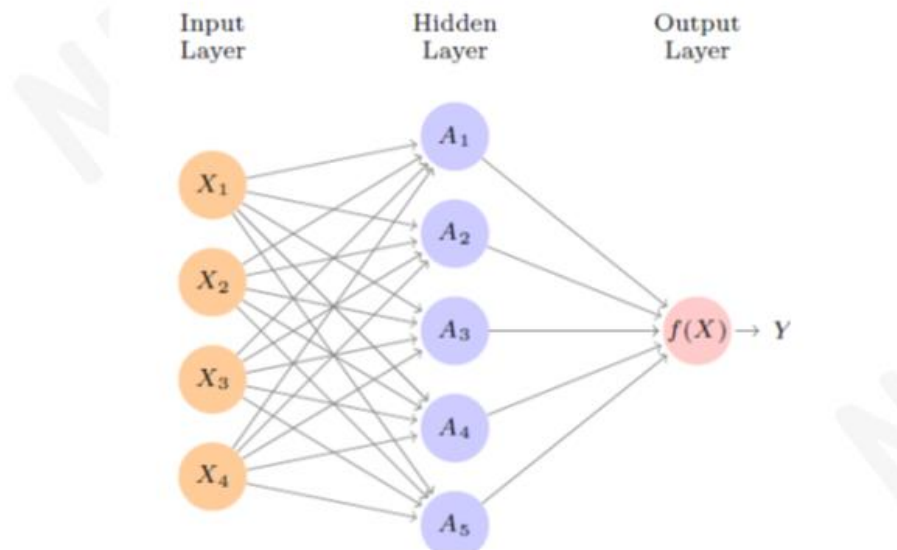 Input
Layer
Hidden
Layer
Output
Layer
X₁
X₂
X₃
X₄
A₁
A₂
A₃
A₄
A₅
f(X) → Y